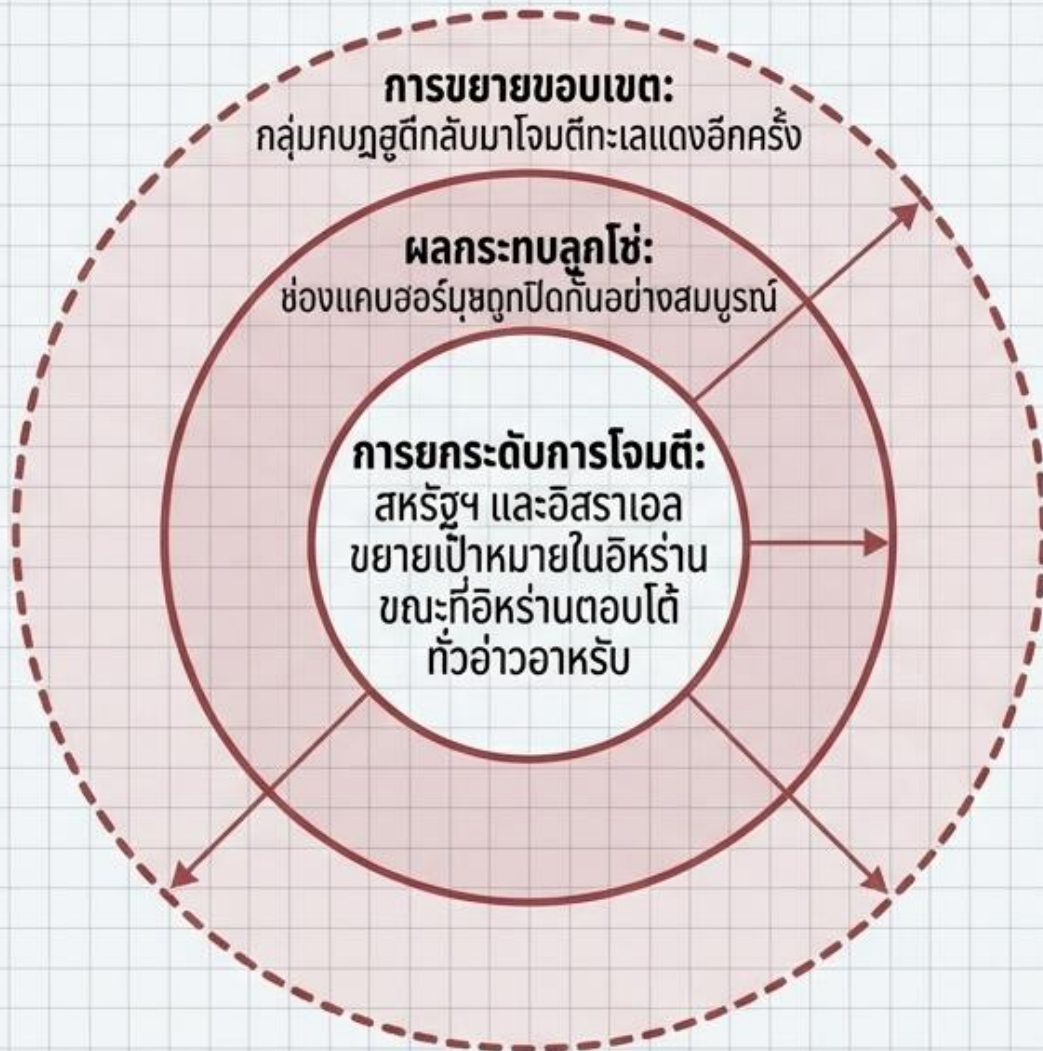 การขยายขอบเขต:
กลุ่มกบฏฮูตีกลับมาโจมตีทะเลแดงอีกครั้ง
ผลกระทบลูกโซ่:
ช่องแคบฮอร์มุซถูกปิดกั้นอย่างสมบูรณ์
การยกระดับการโจมตี:
สหรัฐฯ และอิสราเอล
ขยายเป้าหมายในอิหร่าน
ขณะที่อิหร่านตอบโต้
ทั่วอ่าวอาหรับ